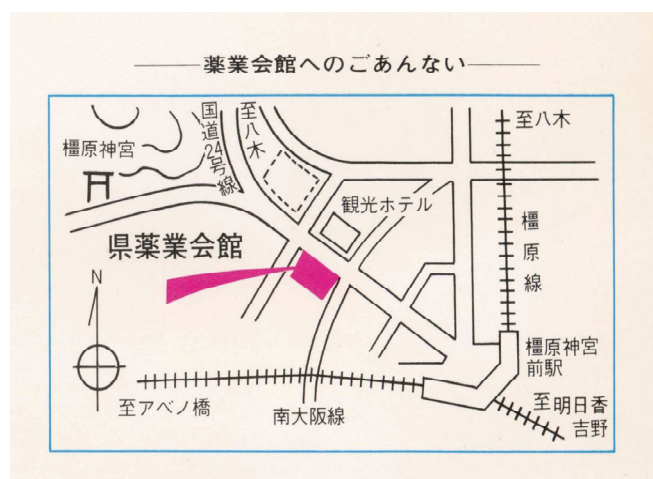 薬業会館へのごあんない
国道24号線
至八木
至八木
橿原神宮
観光ホテル
橿原線
県薬業会館
N
橿原神宮
前駅
至アベノ橋
南大阪線
至明日香
吉野